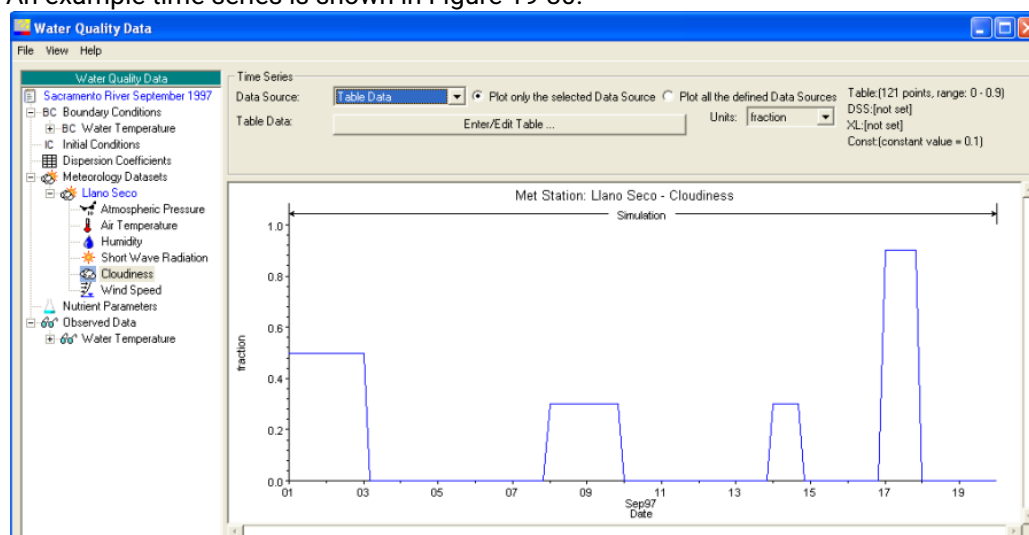 An example time series is shown in Figure 19-30.
Water Quality Data
File View Help
Water Quality Data
Sacramento River September 1997
BC Boundary Conditions
BC Water Temperature
IC Initial Conditions
Dispersion Coefficients
Meteorology Datasets
Llano Seco
Atmospheric Pressure
Air Temperature
Humidity
Short Wave Radiation
Cloudiness
Wind Speed
Nutrient Parameters
Observed Data
Water Temperature
Time Series
Data Source: Table Data Plot only the selected Data Source Plot all the defined Data Sources
Table Data: Enter/Edit Table ... Units: fraction
Table:(121 points, range: 0 - 0.9)
DSS:[not set]
XL:[not set]
Const:(constant value = 0.1)
Met Station: Llano Seco - Cloudiness
Simulation
1.0
0.8
0.6
0.4
0.2
0.0
fraction
01 03 05 07 09 11 13 15 17 19
Sep97
Date